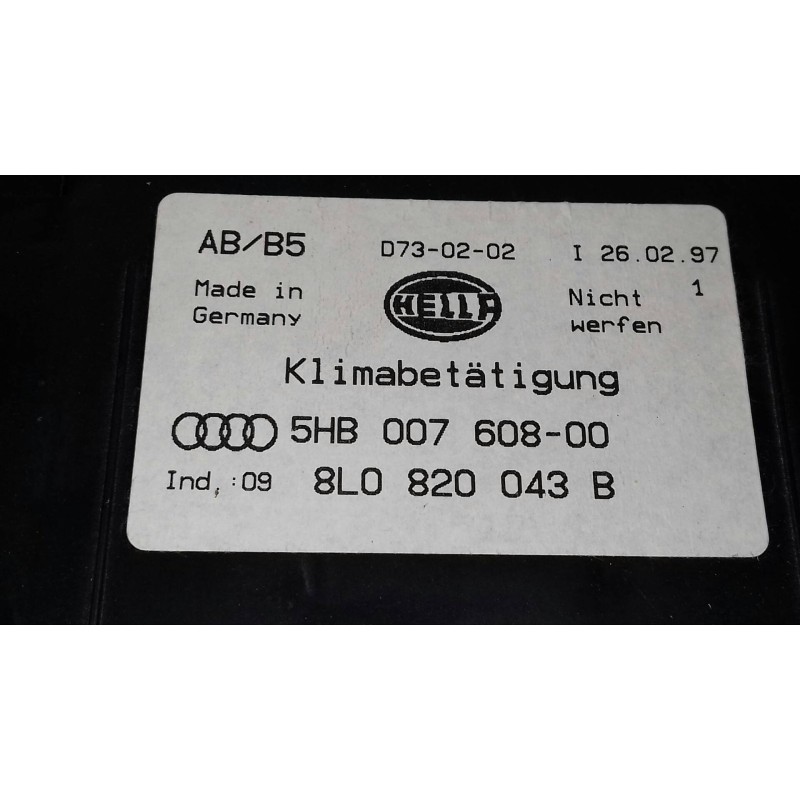 AB/B5 D73-02-02 I 26.02.97
Made in Germany HELLA Nicht werfen 1
Klimabetätigung
5HB 007 608-00
Ind,:09 8L0 820 043 B